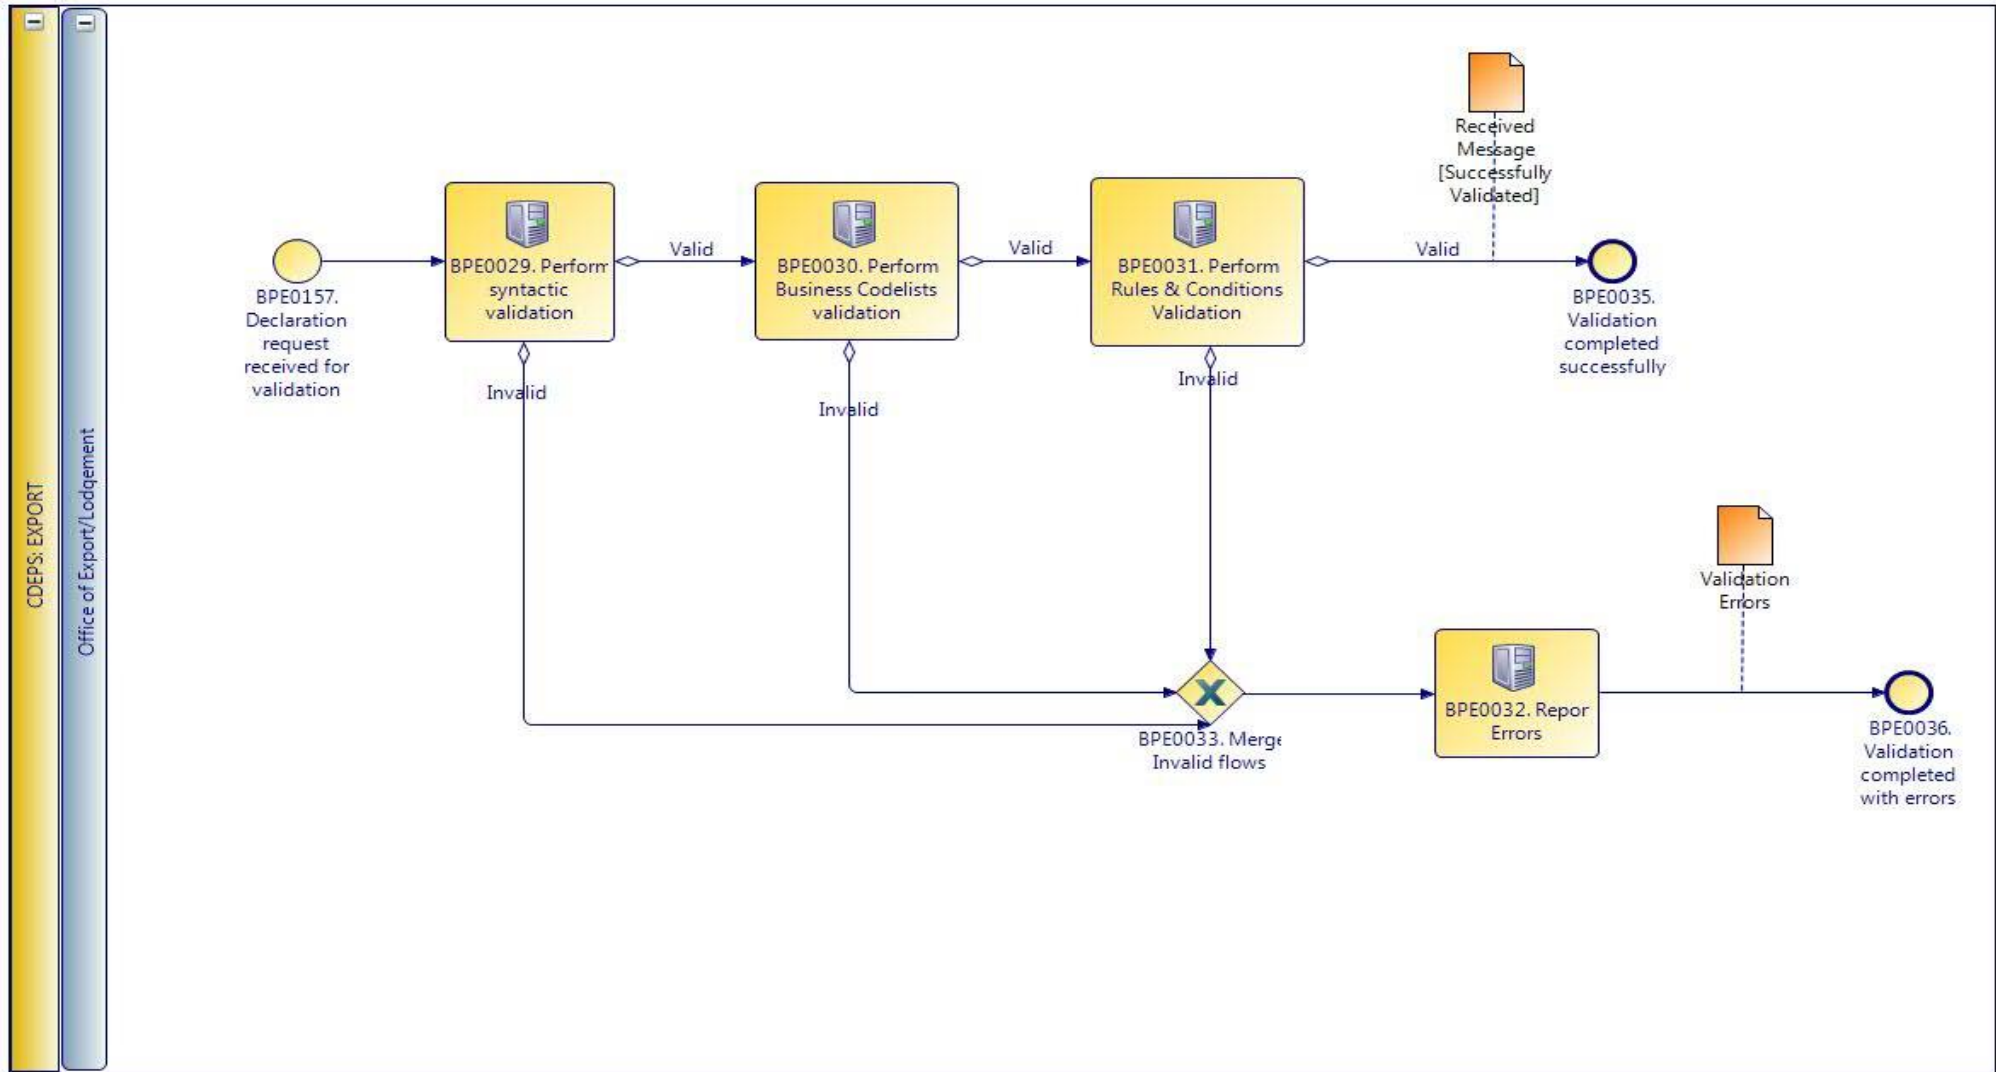 CDEPS: EXPORT
Office of Export/Lodgement
BPE0157.
Declaration
request
received for
validation
BPE0029. Perform
syntactic
validation
Valid
Invalid
BPE0030. Perform
Business Codelists
validation
Valid
Invalid
BPE0031. Perform
Rules & Conditions
Validation
Valid
Invalid
Received
Message
[Successfully
Validated]
BPE0035.
Validation
completed
successfully
BPE0033. Merge
Invalid flows
BPE0032. Repor
Errors
Validation
Errors
BPE0036.
Validation
completed
with errors